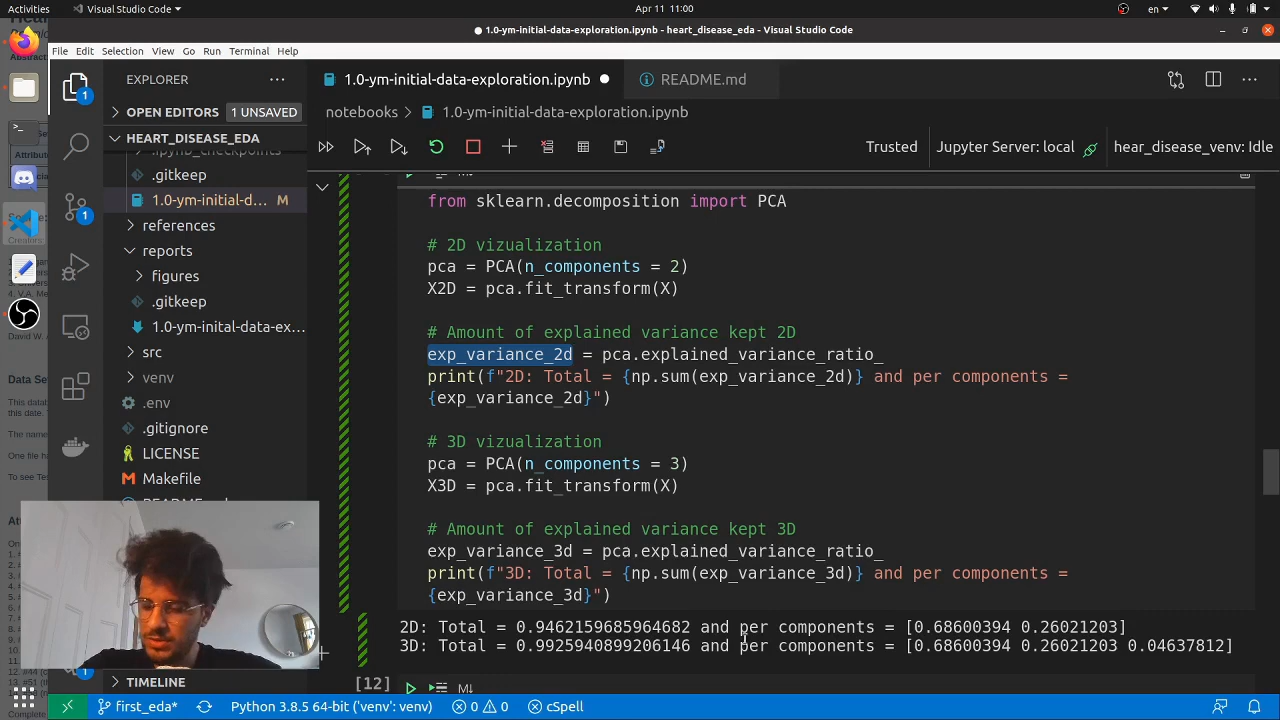 Activities
Visual Studio Code
Apr 11 11:00
en
1.0-ym-initial-data-exploration.ipynb - heart_disease_eda - Visual Studio Code
File Edit Selection View Go Run Terminal Help
EXPLORER
1.0-ym-initial-data-exploration.ipynb
README.md
OPEN EDITORS
1 UNSAVED
notebooks
1.0-ym-initial-data-exploration.ipynb
HEART_DISEASE_EDA
Trusted
Jupyter Server: local
hear_disease_venv: Idle
.ipynb_checkpoints
.gitkeep
1.0-ym-initial-d... M
references
reports
figures
.gitkeep
1.0-ym-inital-data-ex...
src
venv
.env
.gitignore
LICENSE
Makefile
from sklearn.decomposition import PCA
# 2D vizualization
pca = PCA(n_components = 2)
X2D = pca.fit_transform(X)
# Amount of explained variance kept 2D
exp_variance_2d = pca.explained_variance_ratio_
print(f"2D: Total = {np.sum(exp_variance_2d)} and per components =
{exp_variance_2d}")
# 3D vizualization
pca = PCA(n_components = 3)
X3D = pca.fit_transform(X)
# Amount of explained variance kept 3D
exp_variance_3d = pca.explained_variance_ratio_
print(f"3D: Total = {np.sum(exp_variance_3d)} and per components =
{exp_variance_3d}")
2D: Total = 0.9462159685964682 and per components = [0.68600394 0.26021203]
3D: Total = 0.9925940899206146 and per components = [0.68600394 0.26021203 0.04637812]
[12]
M↓
TIMELINE
first_eda*
Python 3.8.5 64-bit ('venv': venv)
0
0
cSpell